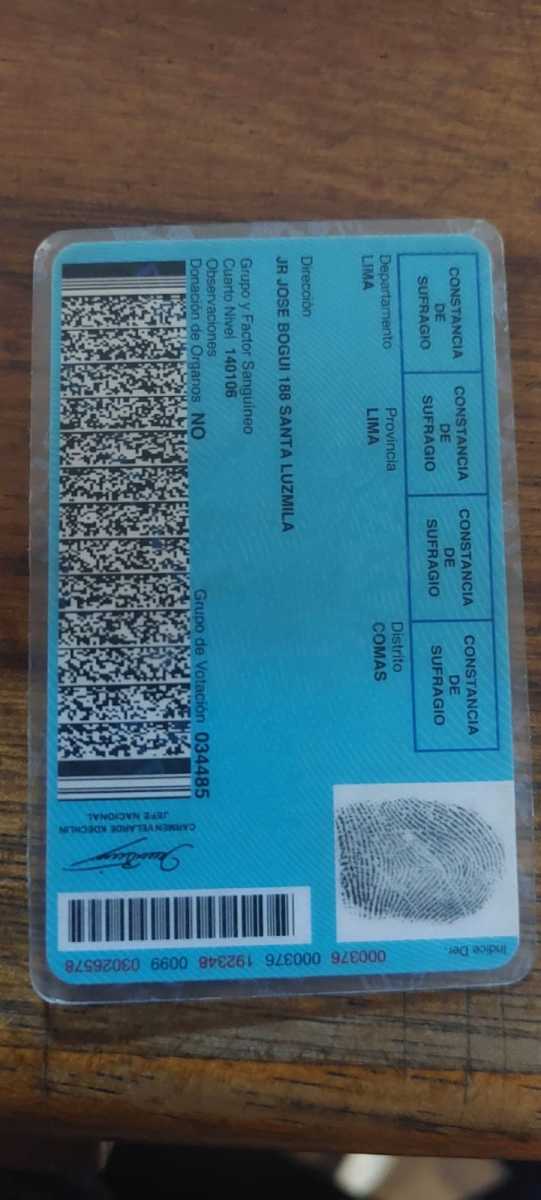 CONSTANCIA
DE
SUFRAGIO
CONSTANCIA
DE
SUFRAGIO
CONSTANCIA
DE
SUFRAGIO
CONSTANCIA
DE
SUFRAGIO
Departamento
LIMA
Provincia
LIMA
Distrito
COMAS
Dirección
JR JOSE BOGUI 188 SANTA LUZMILA
Grupo y Factor Sanguíneo
Cuarto Nivel 140106
Observaciones
Donación de Organos NO
Grupo de Votación 034485
Indice Der.
CARMEN VELARDE KOECHLIN
JEFE NACIONAL
03026578 0099 192348 000376 000376